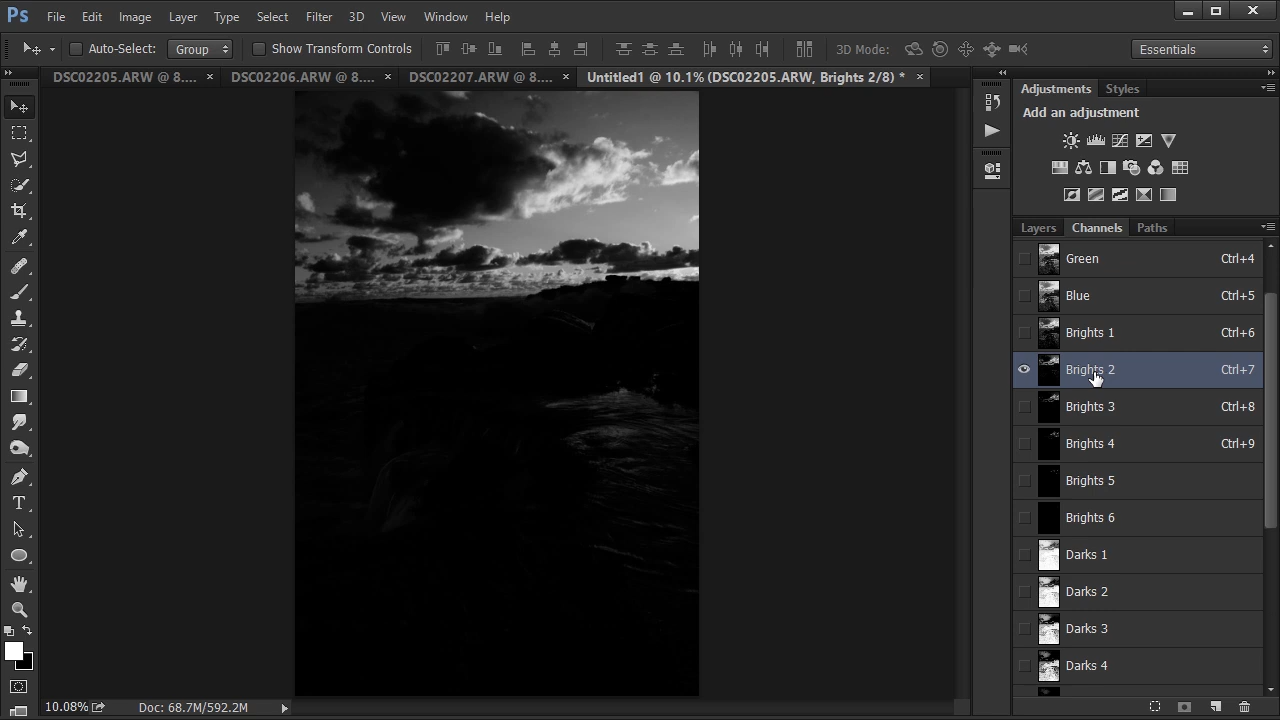 Ps File Edit Image Layer Type Select Filter 3D View Window Help
Auto-Select: Group Show Transform Controls 3D Mode: Essentials
DSC02205.ARW @ 8.... × DSC02206.ARW @ 8.... × DSC02207.ARW @ 8.... × Untitled1 @ 10.1% (DSC02205.ARW, Brights 2/8) * ×
Adjustments Styles
Add an adjustment
Layers Channels Paths
Green Ctrl+4
Blue Ctrl+5
Brights 1 Ctrl+6
Brights 2 Ctrl+7
Brights 3 Ctrl+8
Brights 4 Ctrl+9
Brights 5
Brights 6
Darks 1
Darks 2
Darks 3
Darks 4
10.08% Doc: 68.7M/592.2M